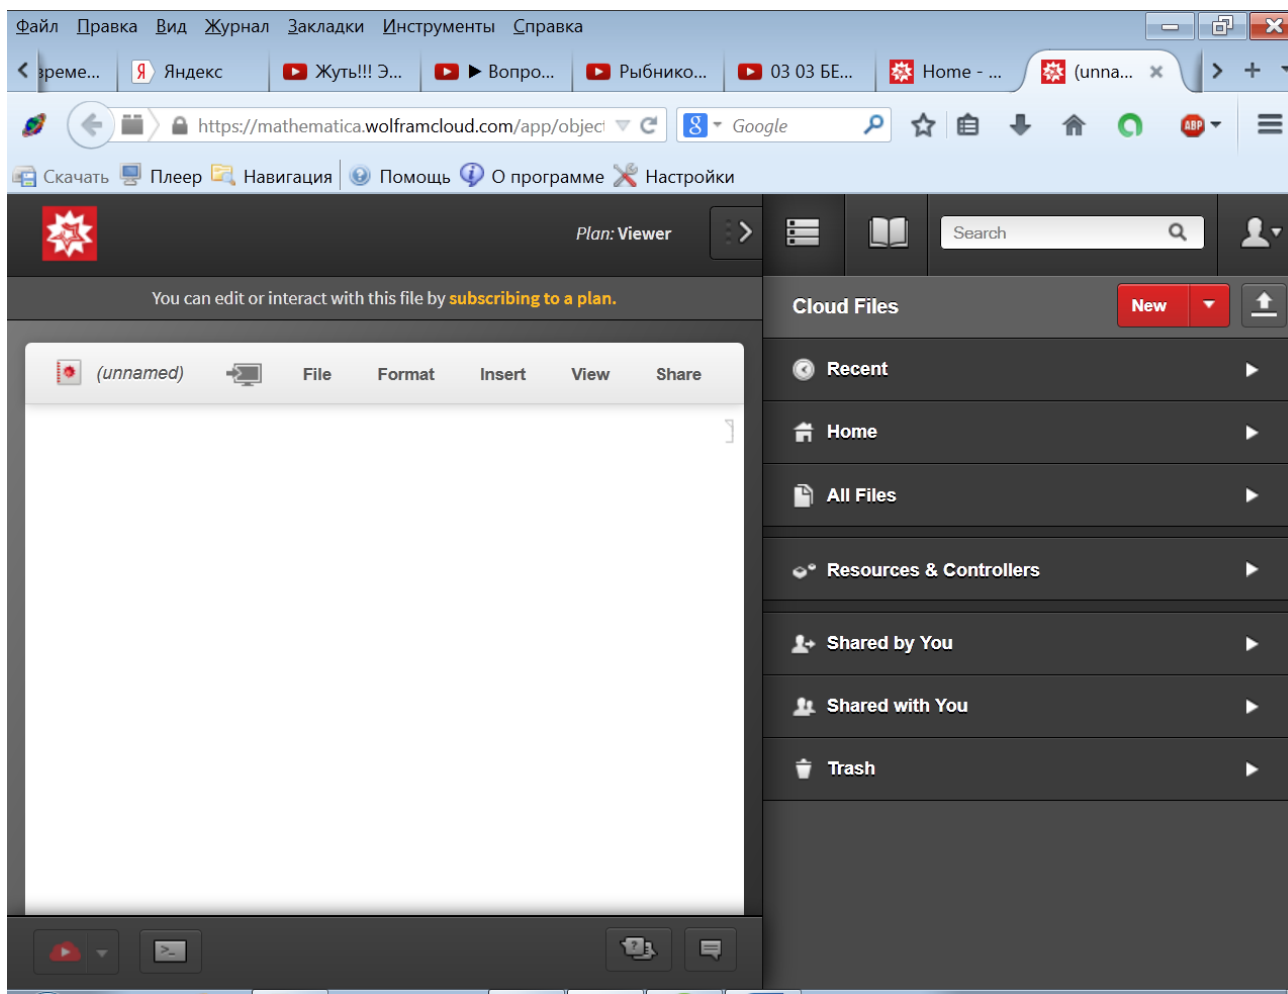 Файл Правка Вид Журнал Закладки Инструменты Справка
време... Яндекс Жуть!!! Э... ▶ Вопро... Рыбнико... 03 03 БЕ... Home - ... (unna...
https://mathematica.wolframcloud.com/app/object Google
Скачать Плеер Навигация Помощь О программе Настройки
Plan: Viewer
Search
You can edit or interact with this file by subscribing to a plan.
Cloud Files
New
(unnamed) File Format Insert View Share
Recent
Home
All Files
Resources & Controllers
Shared by You
Shared with You
Trash